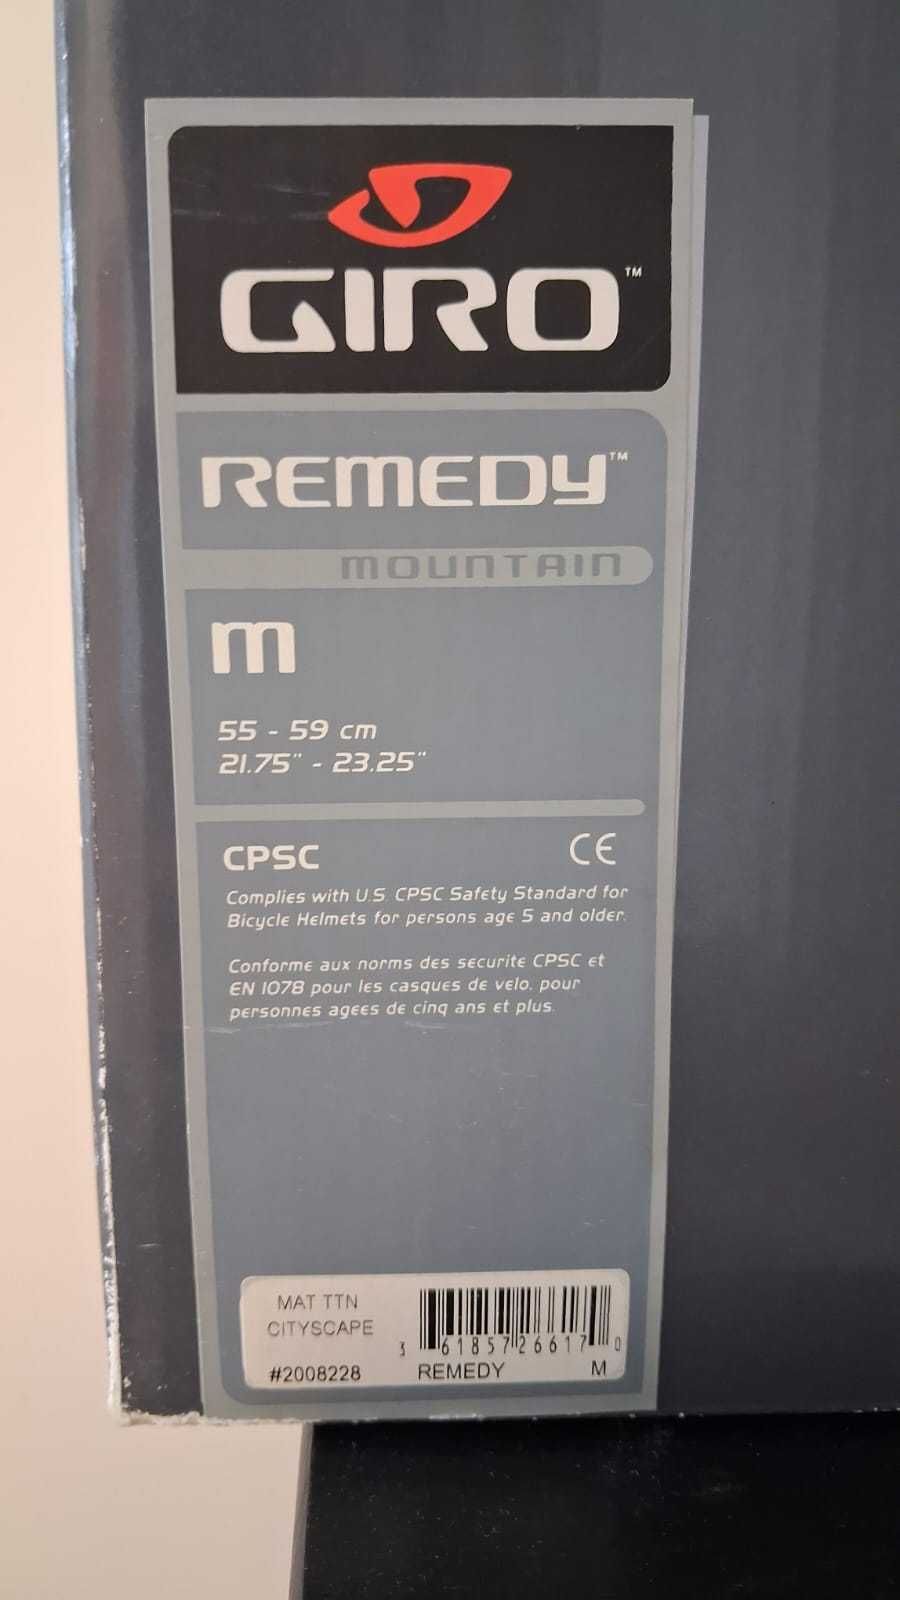 GIRO™
REMEDY™
MOUNTAIN
M
55 - 59 cm
21.75" - 23.25"
CPSC CE
Complies with U.S. CPSC Safety Standard for
Bicycle Helmets for persons age 5 and older.
Conforme aux norms des securite CPSC et
EN 1078 pour les casques de velo. pour
personnes agees de cinq ans et plus.
MAT TTN
CITYSCAPE
3 61857 26617 0
#2008228 REMEDY M